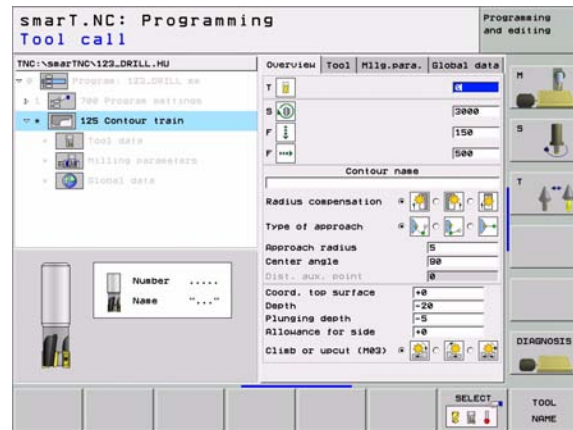 smarT.NC: Programming
Tool call
Programming
and editing
TNC:\smarTNC\123_DRILL.HU
0 Program: 123_DRILL mm
1 700 Program settings
125 Contour train
Tool data
Milling parameters
Global data
Number .....
Name "..."
Overview Tool Mllg.para. Global data
T
S 3000
F 150
F 500
Contour name
Radius compensation
Type of approach
Approach radius 5
Center angle 90
Dist. aux. point 0
Coord. top surface +0
Depth -20
Plunging depth -5
Allowance for side +0
Climb or upcut (M03)
M
S
T
DIAGNOSIS
SELECT
TOOL
NAME